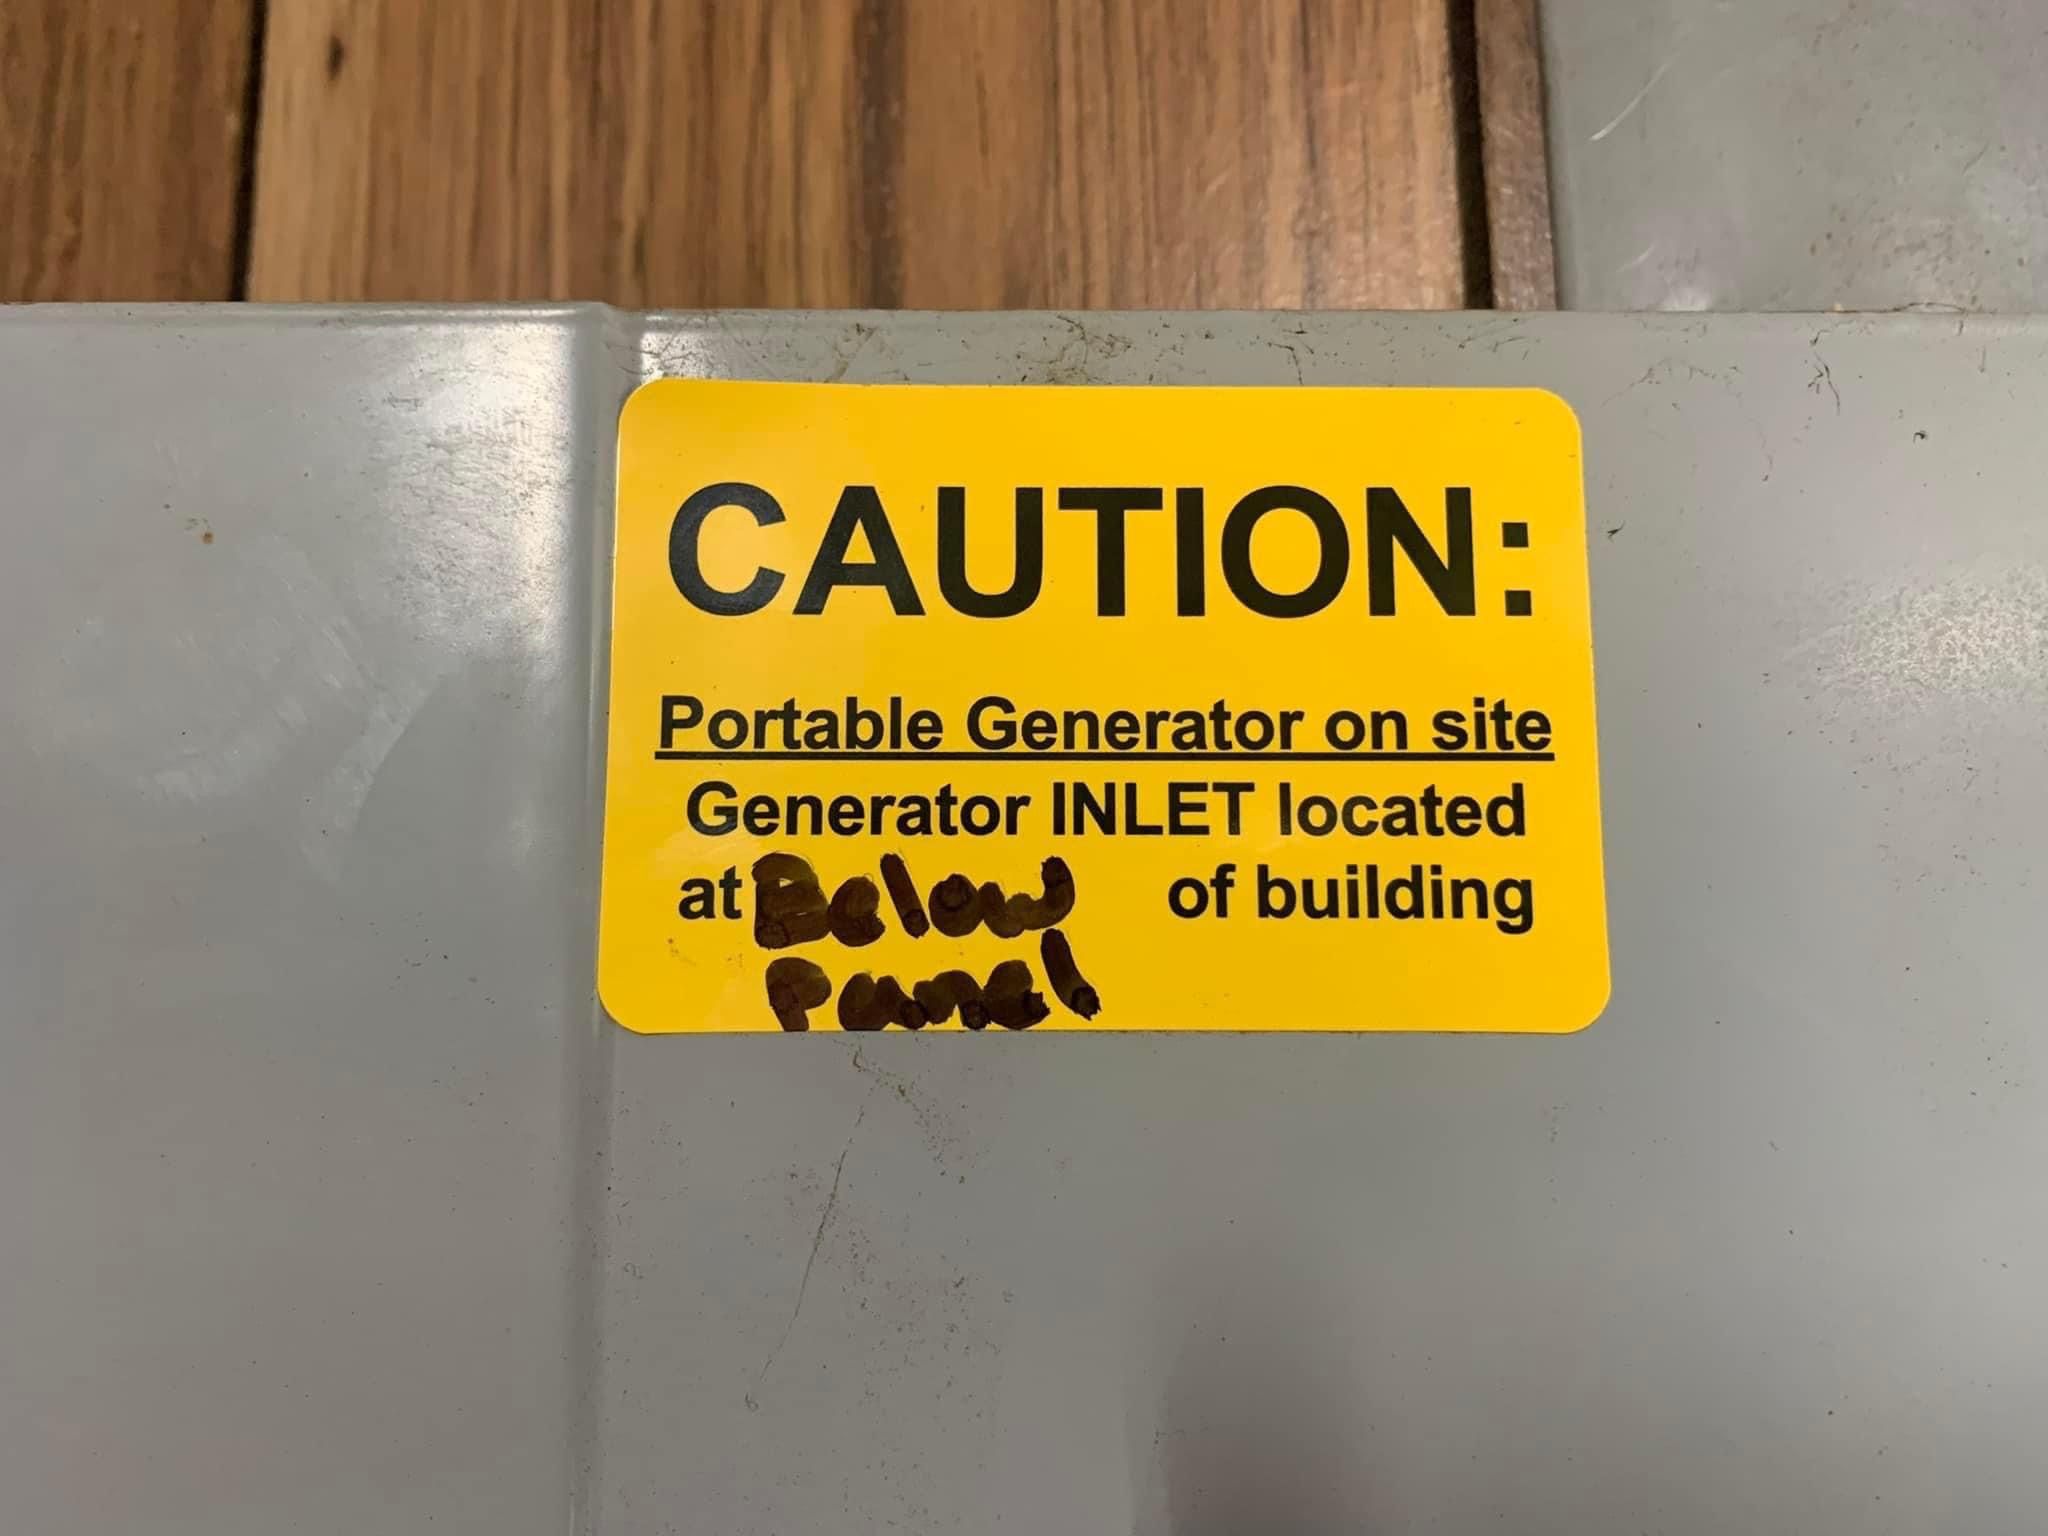 CAUTION:
Portable Generator on site
Generator INLET located
at Below of building
Panel